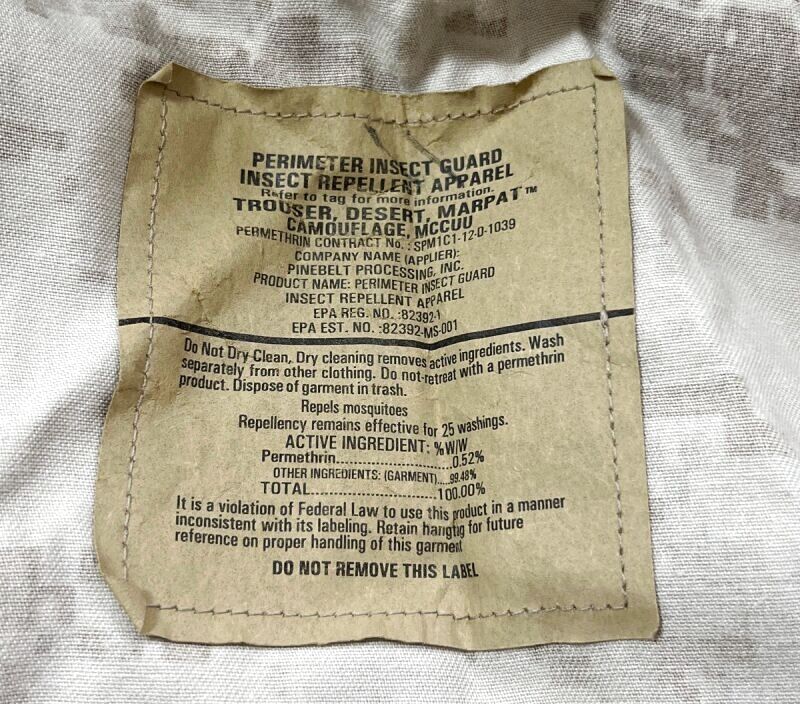 PERIMETER INSECT GUARD
INSECT REPELLENT APPAREL
Refer to tag for more information.
TROUSER, DESERT, MARPAT™
CAMOUFLAGE, MCCUU
PERMETHRIN CONTRACT No.: SPM1C1-12-D-1039
COMPANY NAME (APPLIER):
PINEBELT PROCESSING, INC.
PRODUCT NAME: PERIMETER INSECT GUARD
INSECT REPELLENT APPAREL
EPA REG. NO. :82392-1
EPA EST. NO. :82392-MS-001
Do Not Dry Clean, Dry cleaning removes active ingredients. Wash
separately from other clothing. Do not retreat with a permethrin
product. Dispose of garment in trash.
Repels mosquitoes
Repellency remains effective for 25 washings.
ACTIVE INGREDIENT: %W/W
Permethrin....................0.52%
OTHER INGREDIENTS: (GARMENT).....99.48%
TOTAL.....................100.00%
It is a violation of Federal Law to use this product in a manner
inconsistent with its labeling. Retain hangtag for future
reference on proper handling of this garment
DO NOT REMOVE THIS LABEL